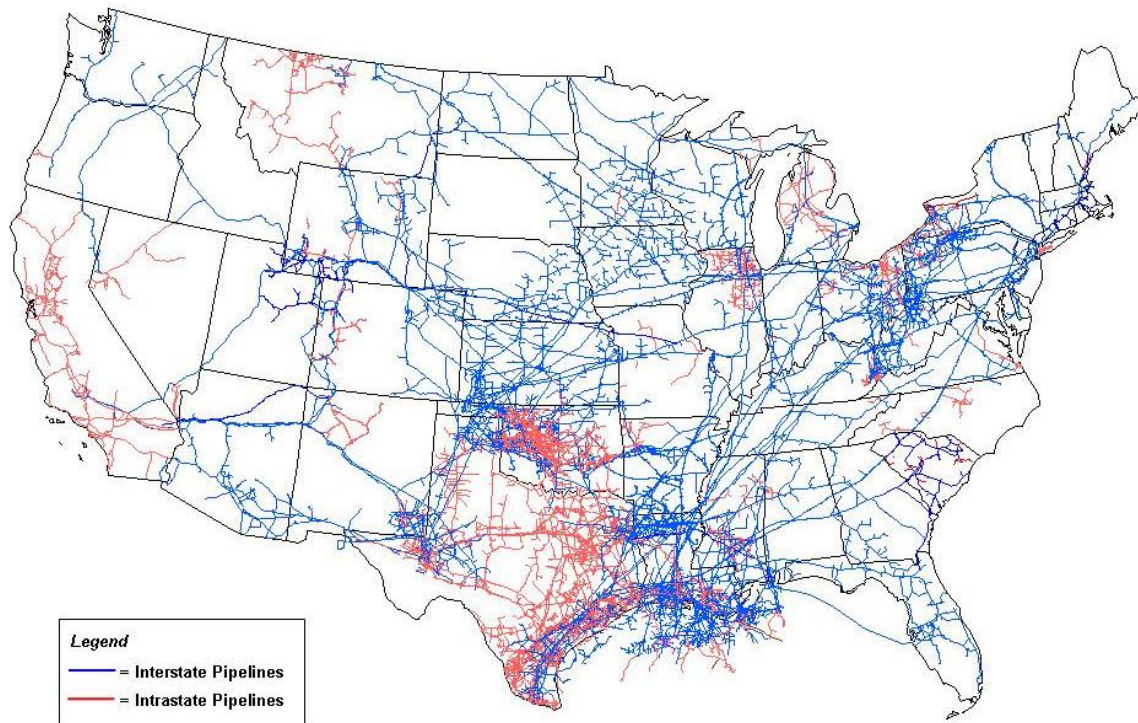 Legend
= Interstate Pipelines
= Intrastate Pipelines